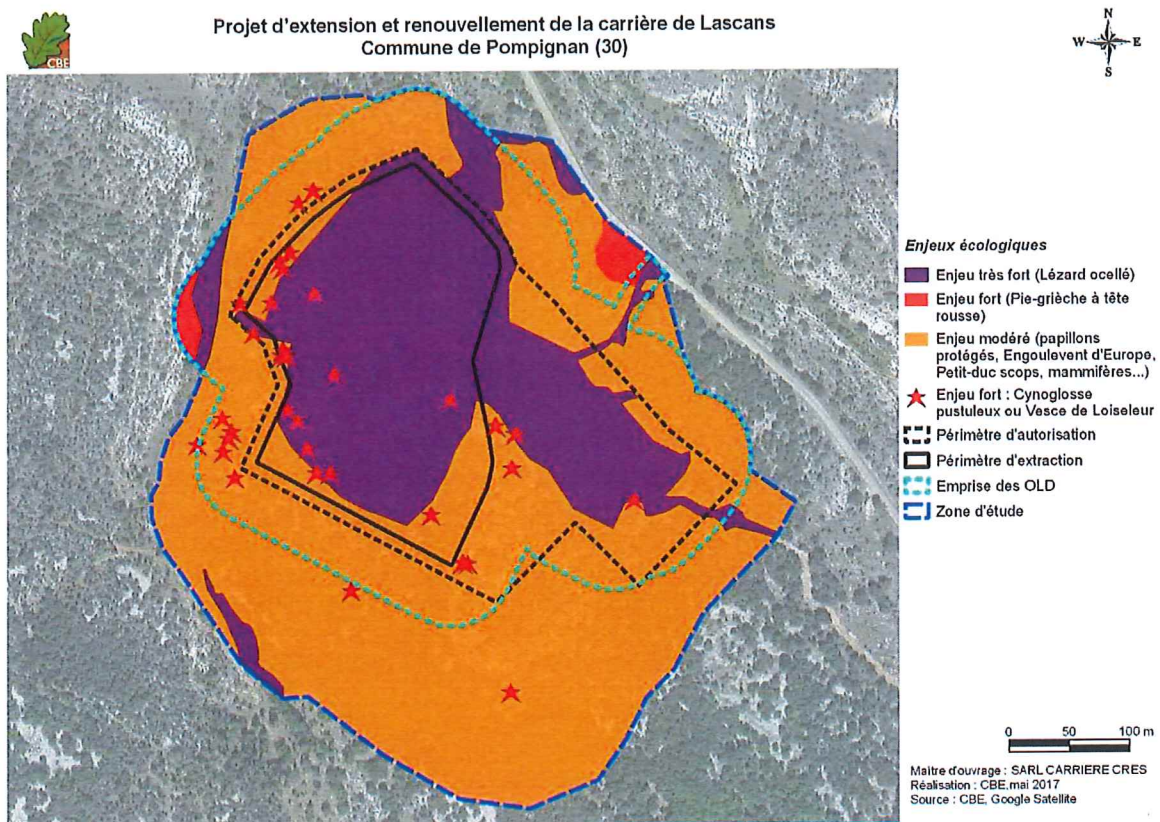 Projet d'extension et renouvellement de la carrière de Lascans
Commune de Pompignan (30)
CBE
N
W E
S
Enjeux écologiques
Enjeu très fort (Lézard ocellé)
Enjeu fort (Pie-grièche à tête
rousse)
Enjeu modéré (papillons
protégés, Engoulevent d'Europe,
Petit-duc scops, mammifères...)
Enjeu fort : Cynoglosse
pustuleux ou Vesce de Loiseleur
Périmètre d'autorisation
Périmètre d'extraction
Emprise des OLD
Zone d'étude
0 50 100 m
Maître d'ouvrage : SARL CARRIERE CRES
Réalisation : CBE,mai 2017
Source : CBE, Google Satellite